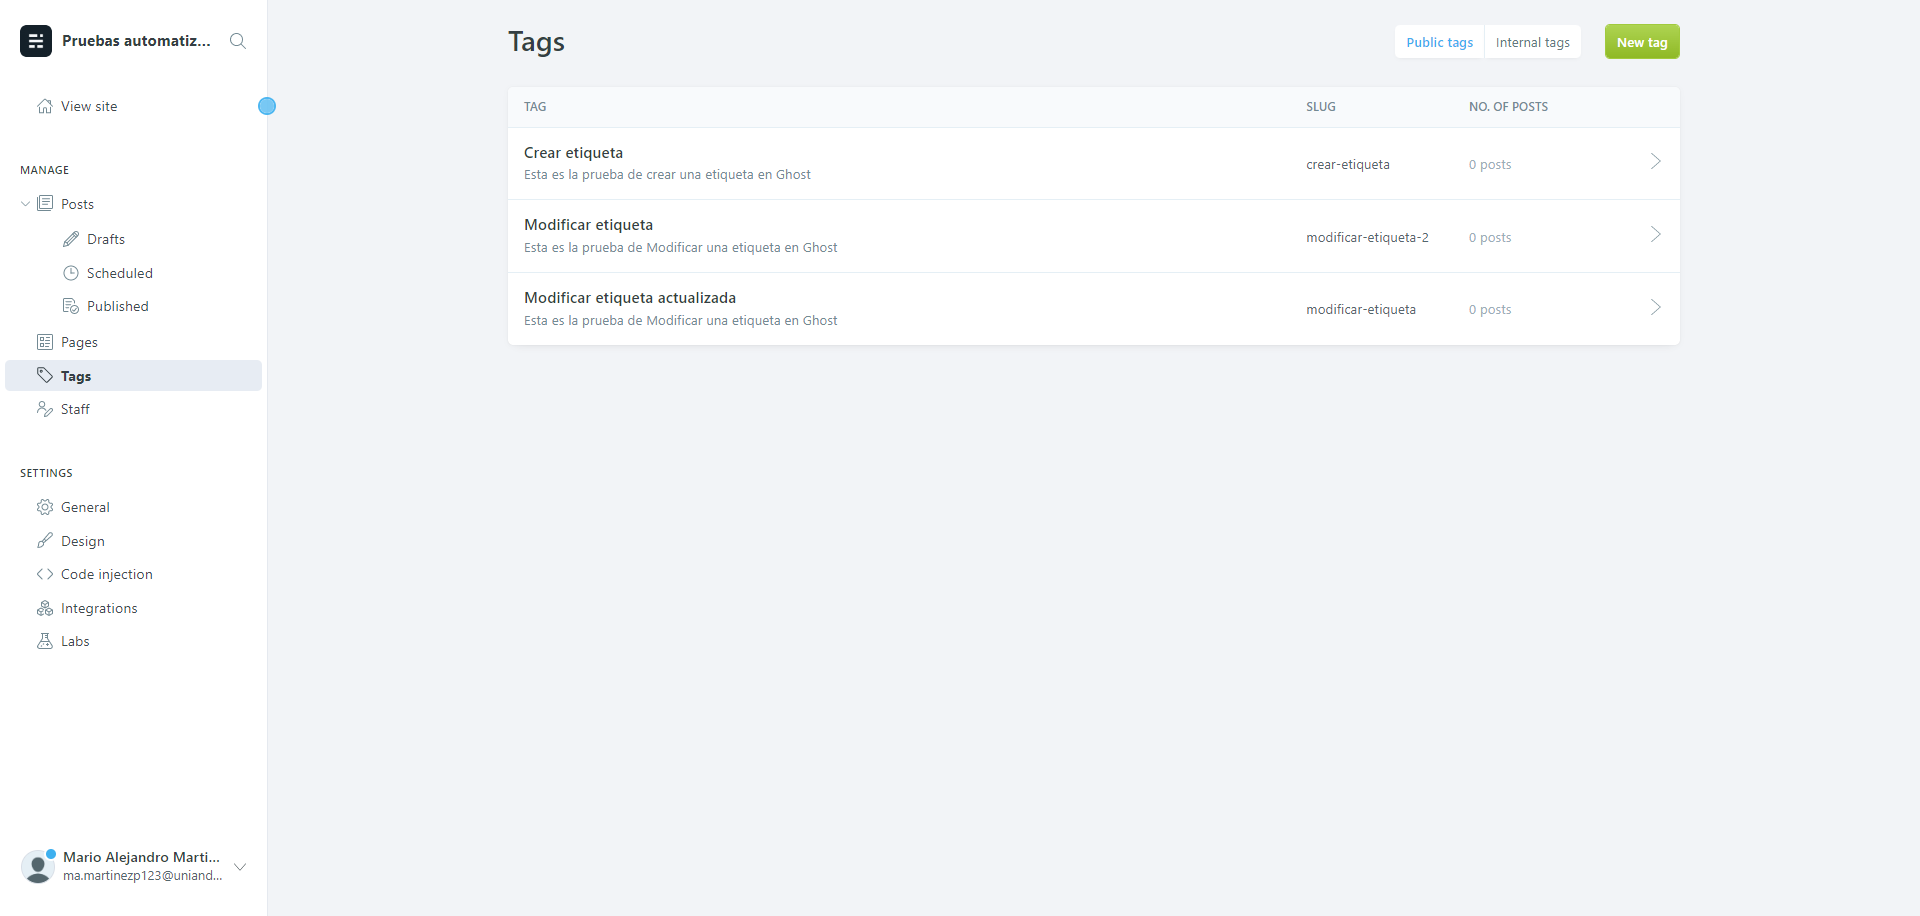 Pruebas automatiz...
View site
MANAGE
Posts
Drafts
Scheduled
Published
Pages
Tags
Staff
SETTINGS
General
Design
Code injection
Integrations
Labs
Mario Alejandro Marti...
ma.martinezp123@uniand...
Tags
Public tags
Internal tags
New tag
TAG SLUG NO. OF POSTS
Crear etiqueta
Esta es la prueba de crear una etiqueta en Ghost
crear-etiqueta
0 posts
Modificar etiqueta
Esta es la prueba de Modificar una etiqueta en Ghost
modificar-etiqueta-2
0 posts
Modificar etiqueta actualizada
Esta es la prueba de Modificar una etiqueta en Ghost
modificar-etiqueta
0 posts